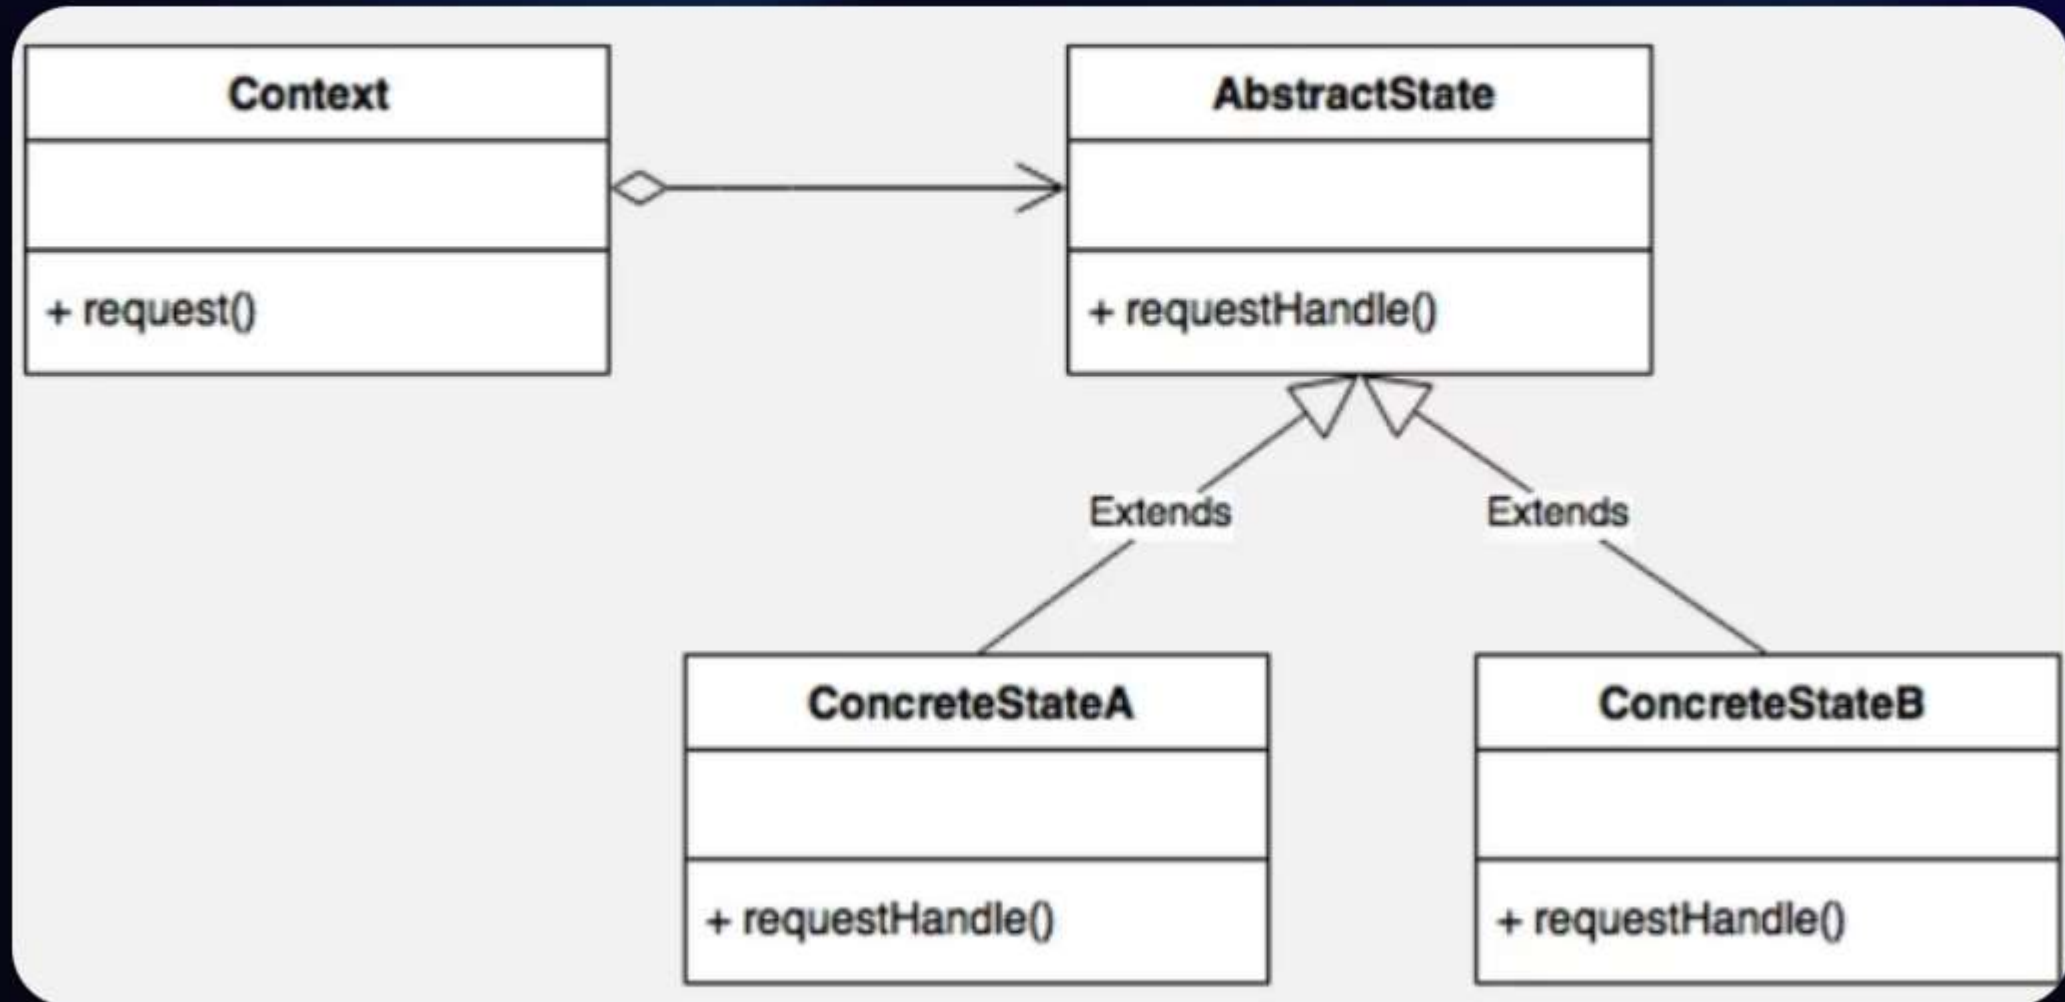 Context
+ request()
AbstractState
+ requestHandle()
Extends
Extends
ConcreteStateA
+ requestHandle()
ConcreteStateB
+ requestHandle()